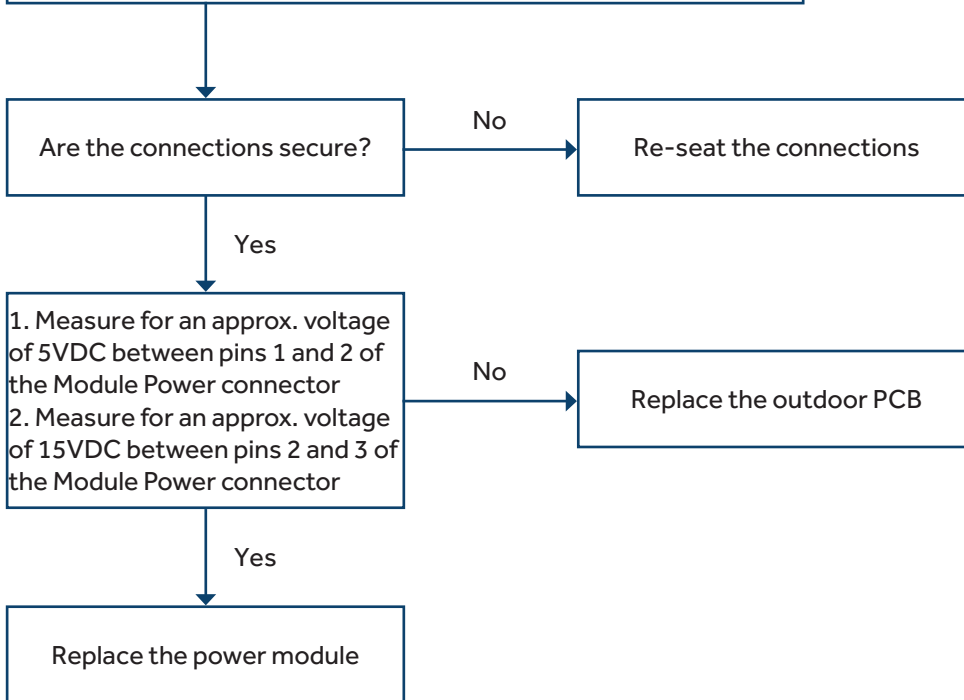 Are the connections secure?
No
Re-seat the connections
Yes
1. Measure for an approx. voltage
of 5VDC between pins 1 and 2 of
the Module Power connector
2. Measure for an approx. voltage
of 15VDC between pins 2 and 3 of
the Module Power connector
No
Replace the outdoor PCB
Yes
Replace the power module